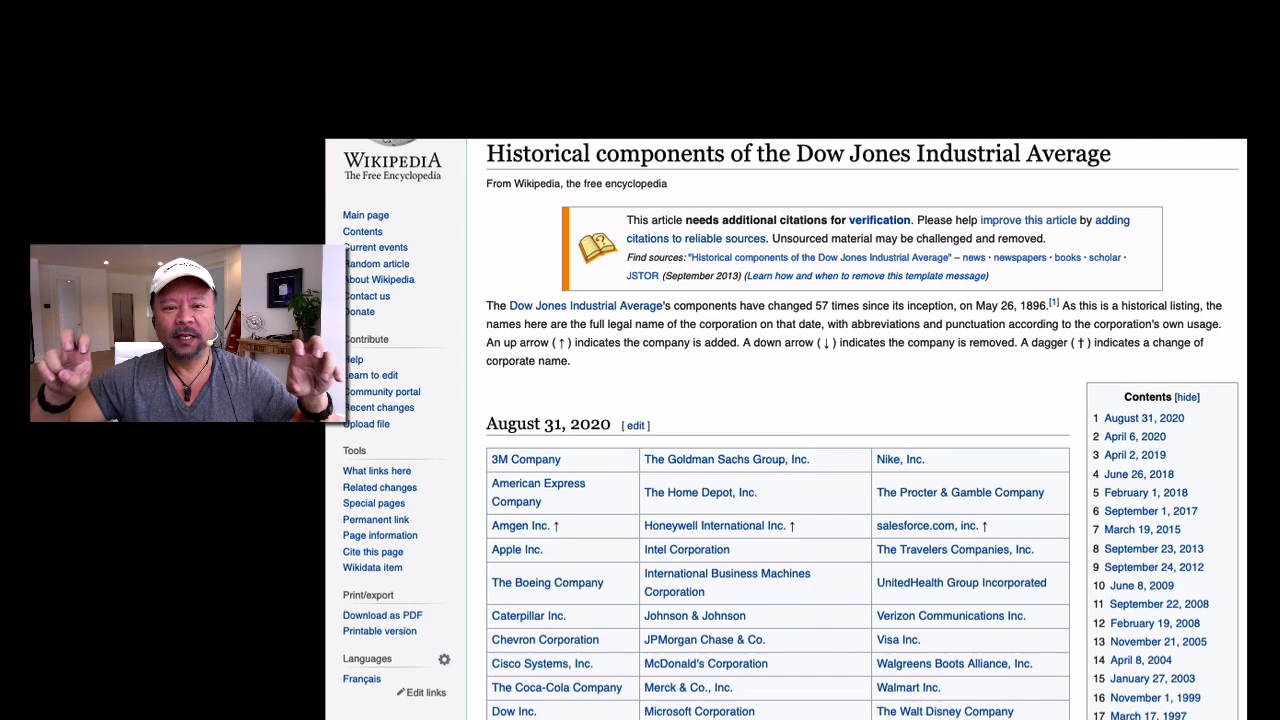 WIKIPEDIA
The Free Encyclopedia
Main page
Contents
Current events
Random article
About Wikipedia
Contact us
Donate
Contribute
Help
Learn to edit
Community portal
Recent changes
Upload file
Tools
What links here
Related changes
Special pages
Permanent link
Page information
Cite this page
Wikidata item
Print/export
Download as PDF
Printable version
Languages
Français
Edit links
Historical components of the Dow Jones Industrial Average
From Wikipedia, the free encyclopedia
This article needs additional citations for verification. Please help improve this article by adding
citations to reliable sources. Unsourced material may be challenged and removed.
Find sources: "Historical components of the Dow Jones Industrial Average" – news · newspapers · books · scholar ·
JSTOR (September 2013) (Learn how and when to remove this template message)
The Dow Jones Industrial Average's components have changed 57 times since its inception, on May 26, 1896.[1] As this is a historical listing, the
names here are the full legal name of the corporation on that date, with abbreviations and punctuation according to the corporation's own usage.
An up arrow ( ↑ ) indicates the company is added. A down arrow ( ↓ ) indicates the company is removed. A dagger ( † ) indicates a change of
corporate name.
August 31, 2020 [ edit ]
3M Company The Goldman Sachs Group, Inc. Nike, Inc.
American Express
Company The Home Depot, Inc. The Procter & Gamble Company
Amgen Inc. ↑ Honeywell International Inc. ↑ salesforce.com, inc. ↑
Apple Inc. Intel Corporation The Travelers Companies, Inc.
The Boeing Company International Business Machines
Corporation UnitedHealth Group Incorporated
Caterpillar Inc. Johnson & Johnson Verizon Communications Inc.
Chevron Corporation JPMorgan Chase & Co. Visa Inc.
Cisco Systems, Inc. McDonald's Corporation Walgreens Boots Alliance, Inc.
The Coca-Cola Company Merck & Co., Inc. Walmart Inc.
Dow Inc. Microsoft Corporation The Walt Disney Company
Contents [hide]
1 August 31, 2020
2 April 6, 2020
3 April 2, 2019
4 June 26, 2018
5 February 1, 2018
6 September 1, 2017
7 March 19, 2015
8 September 23, 2013
9 September 24, 2012
10 June 8, 2009
11 September 22, 2008
12 February 19, 2008
13 November 21, 2005
14 April 8, 2004
15 January 27, 2003
16 November 1, 1999
17 March 17, 1997